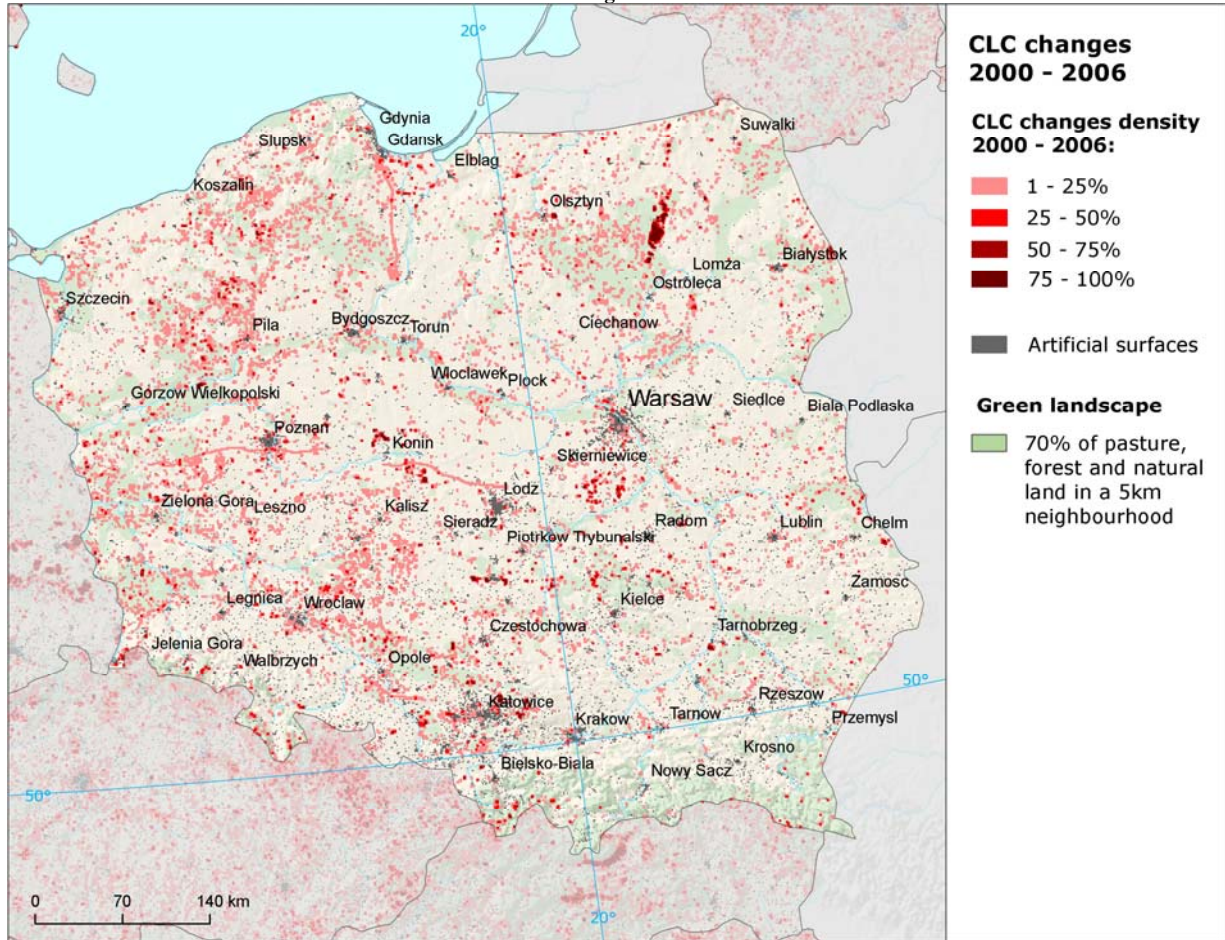 20°
Gdynia
Gdansk
Slupsk
Suwalki
Elblag
Koszalin
Olsztyn
Białystok
Lomża
Ostroleca
Szczecin
Pila
Bydgoszcz
Torun
Ciechanow
Wloclawek
Plock
Gorzow Wielkopolski
Warsaw
Siedlce
Biala Podlaska
Poznan
Konin
Skierniewice
Zielona Gora
Leszno
Kalisz
Lodz
Sieradz
Radom
Lublin
Chelm
Piotrkow Trybunalski
Zamosc
Legnica
Wroclaw
Kielce
Czestochowa
Tarnobrzeg
Jelenia Gora
Walbrzych
Opole
50°
Katowice
Rzeszow
Krakow
Tarnow
Przemysl
Krosno
Bielsko-Biala
Nowy Sacz
50°
0 70 140 km
20°
CLC changes
2000 - 2006
CLC changes density
2000 - 2006:
1 - 25%
25 - 50%
50 - 75%
75 - 100%
Artificial surfaces
Green landscape
70% of pasture,
forest and natural
land in a 5km
neighbourhood